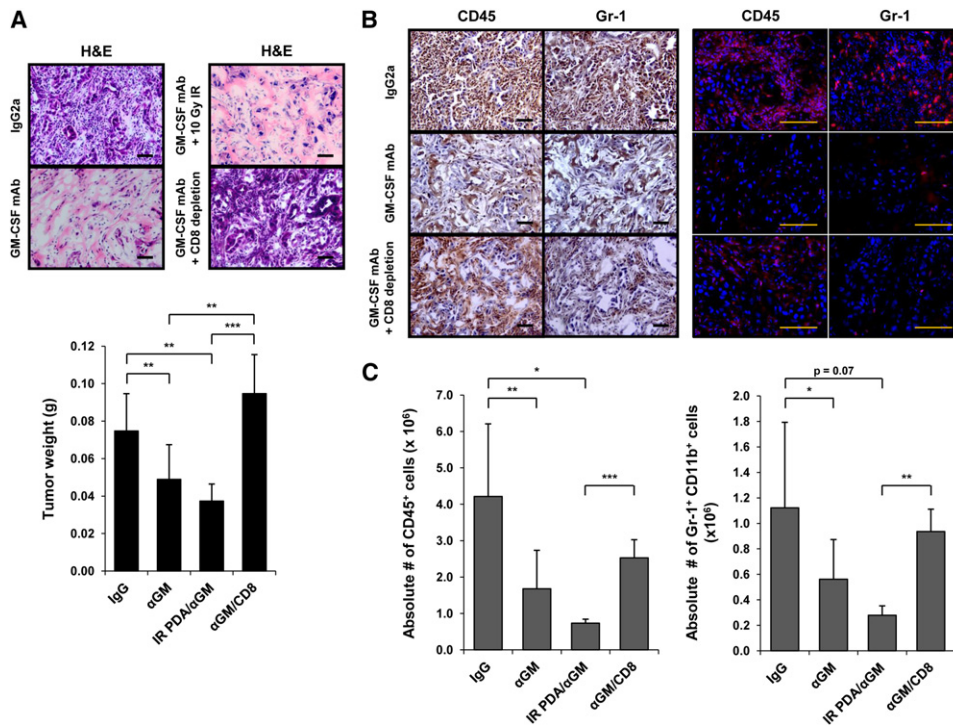 A
H&E
H&E
IgG2a
GM-CSF mAb
+ 10 Gy IR
GM-CSF mAb
GM-CSF mAb
+ CD8 depletion
Tumor weight (g)
0.12
0.10
0.08
0.06
0.04
0.02
0.00
**
**
**
***
IgG
αGM
IR PDA/αGM
αGM/CD8
B
CD45
Gr-1
CD45
Gr-1
IgG2a
GM-CSF mAb
GM-CSF mAb
+ CD8 depletion
C
Absolute # of CD45⁺ cells (x 10⁶)
7.0
6.0
5.0
4.0
3.0
2.0
1.0
0.0
*
**
***
IgG
αGM
IR PDA/αGM
αGM/CD8
Absolute # of Gr-1⁺ CD11b⁺ cells
(x10⁶)
2.0
1.8
1.6
1.4
1.2
1.0
0.8
0.6
0.4
0.2
0.0
p = 0.07
*
**
IgG
αGM
IR PDA/αGM
αGM/CD8